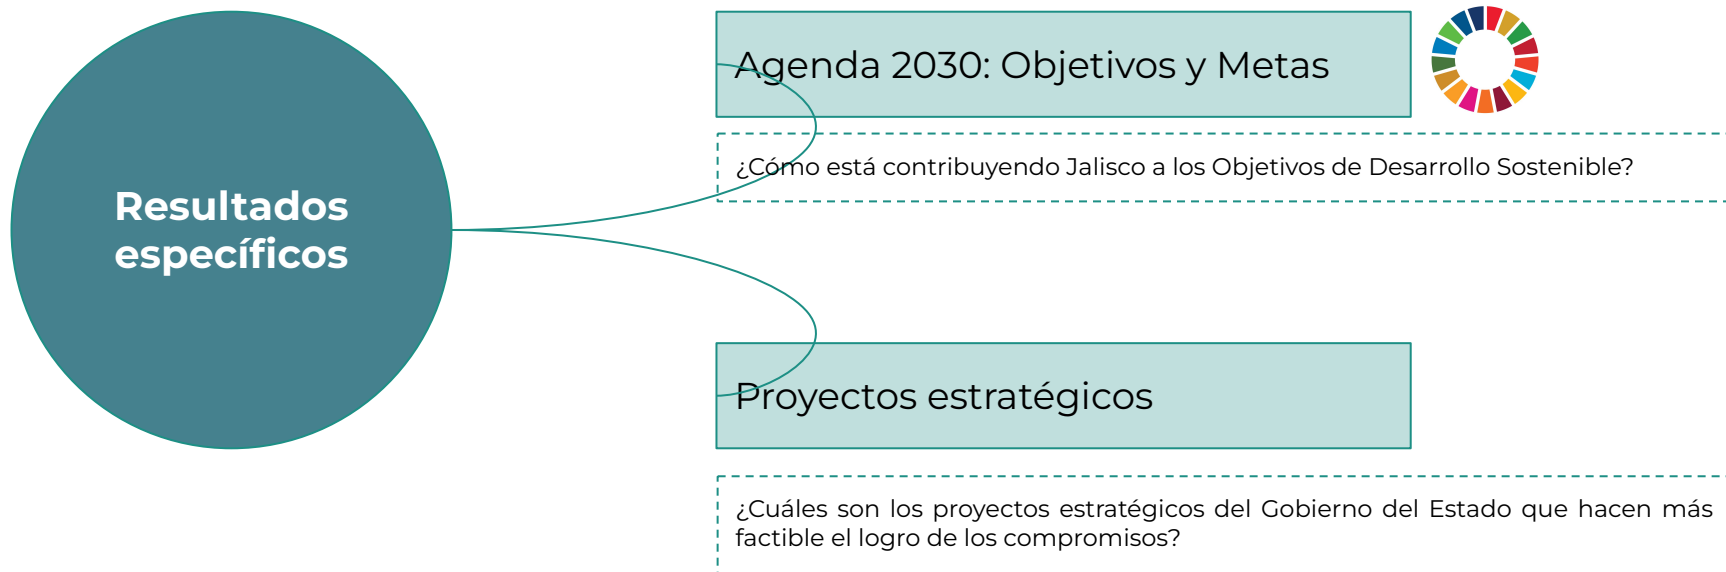 Resultados
específicos
Agenda 2030: Objetivos y Metas
¿Cómo está contribuyendo Jalisco a los Objetivos de Desarrollo Sostenible?
Proyectos estratégicos
¿Cuáles son los proyectos estratégicos del Gobierno del Estado que hacen más
factible el logro de los compromisos?